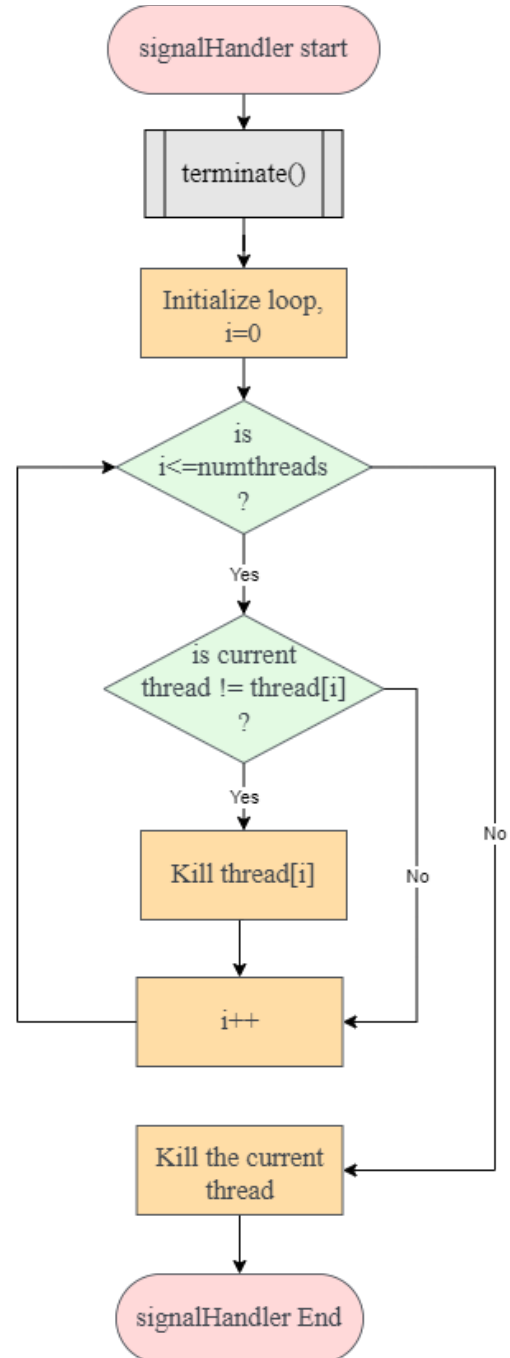 signalHandler start
terminate()
Initialize loop,
i=0
is
i<=numthreads
?
Yes
is current
thread != thread[i]
?
Yes
Kill thread[i]
No
No
i++
Kill the current
thread
signalHandler End